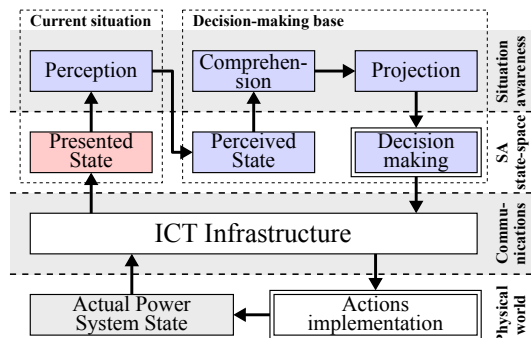 Current situation
Decision-making base
Perception
Comprehen-
sion
Projection
Situation
awareness
Presented
State
Perceived
State
Decision
making
SA
state-space
ICT Infrastructure
Commu-
nications
Actual Power
System State
Actions
implementation
Physical
world